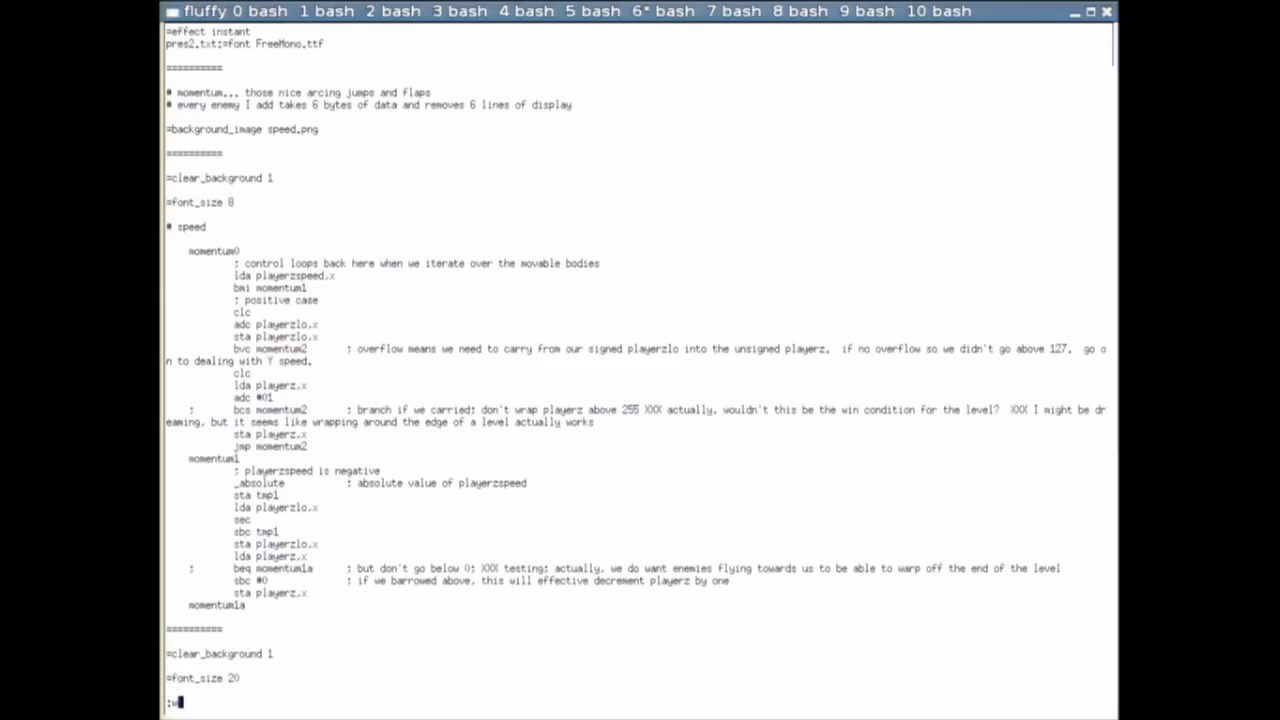 fluffy 0 bash 1 bash 2 bash 3 bash 4 bash 5 bash 6* bash 7 bash 8 bash 9 bash 10 bash
=effect instant
pres2.txt:=font FreeMono.ttf
==========
# momentum... those nice arcing jumps and flaps
# every enemy I add takes 6 bytes of data and removes 6 lines of display
=background_image speed.png
==========
=clear_background 1
=font_size 8
# speed
momentum0
; control loops back here when we iterate over the movable bodies
lda playerzspeed,x
bmi momentum1
; positive case
clc
adc playerzlo,x
sta playerzlo,x
bvc momentum2 ; overflow means we need to carry from our signed playerzlo into the unsigned playerz. if no overflow so we didn't go above 127. go o
n to dealing with Y speed.
clc
lda playerz,x
adc #01
; bcs momentum2 ; branch if we carried; don't wrap playerz above 255 XXX actually, wouldn't this be the win condition for the level? XXX I might be dr
eaming, but it seems like wrapping around the edge of a level actually works
sta playerz,x
jmp momentum2
momentum1
; playerzspeed is negative
_absolute ; absolute value of playerzspeed
sta tmp1
lda playerzlo,x
sec
sbc tmp1
sta playerzlo,x
lda playerz,x
; beq momentum1a ; but don't go below 0; XXX testing; actually, we do want enemies flying towards us to be able to warp off the end of the level
sbc #0 ; if we barrowed above, this will effective decrement playerz by one
sta playerz,x
momentum1a
==========
=clear_background 1
=font_size 20
:w